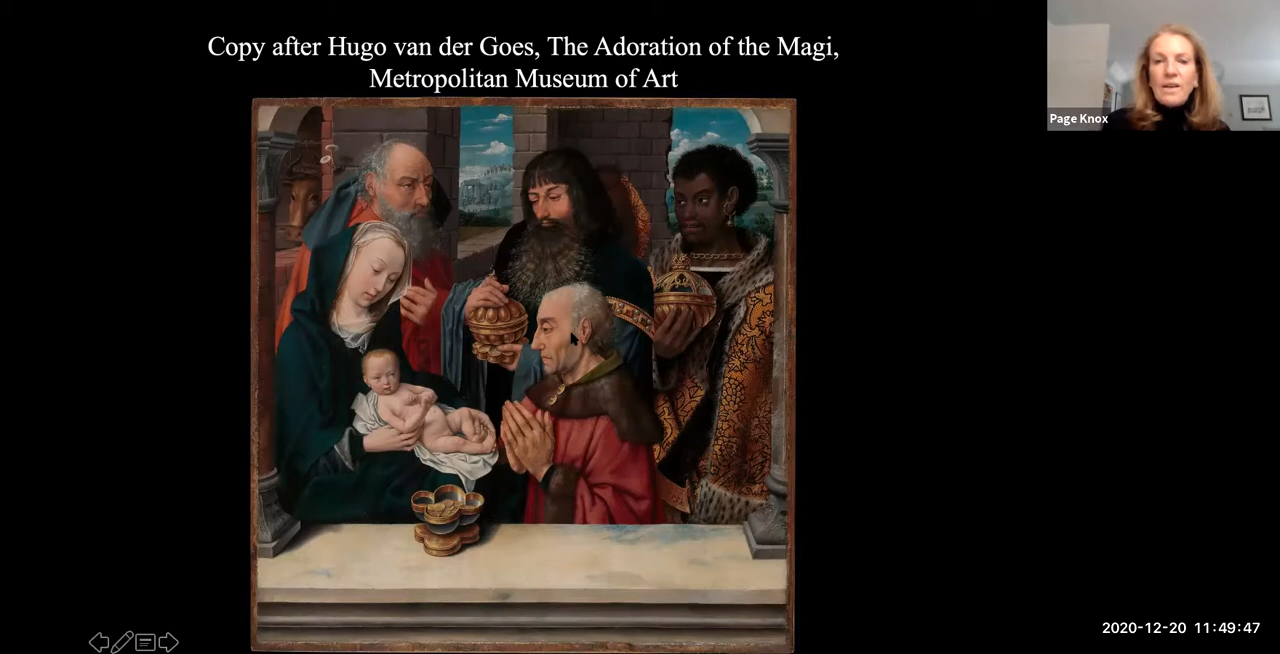 Copy after Hugo van der Goes, The Adoration of the Magi,
Metropolitan Museum of Art
Page Knox
2020-12-20 11:49:47